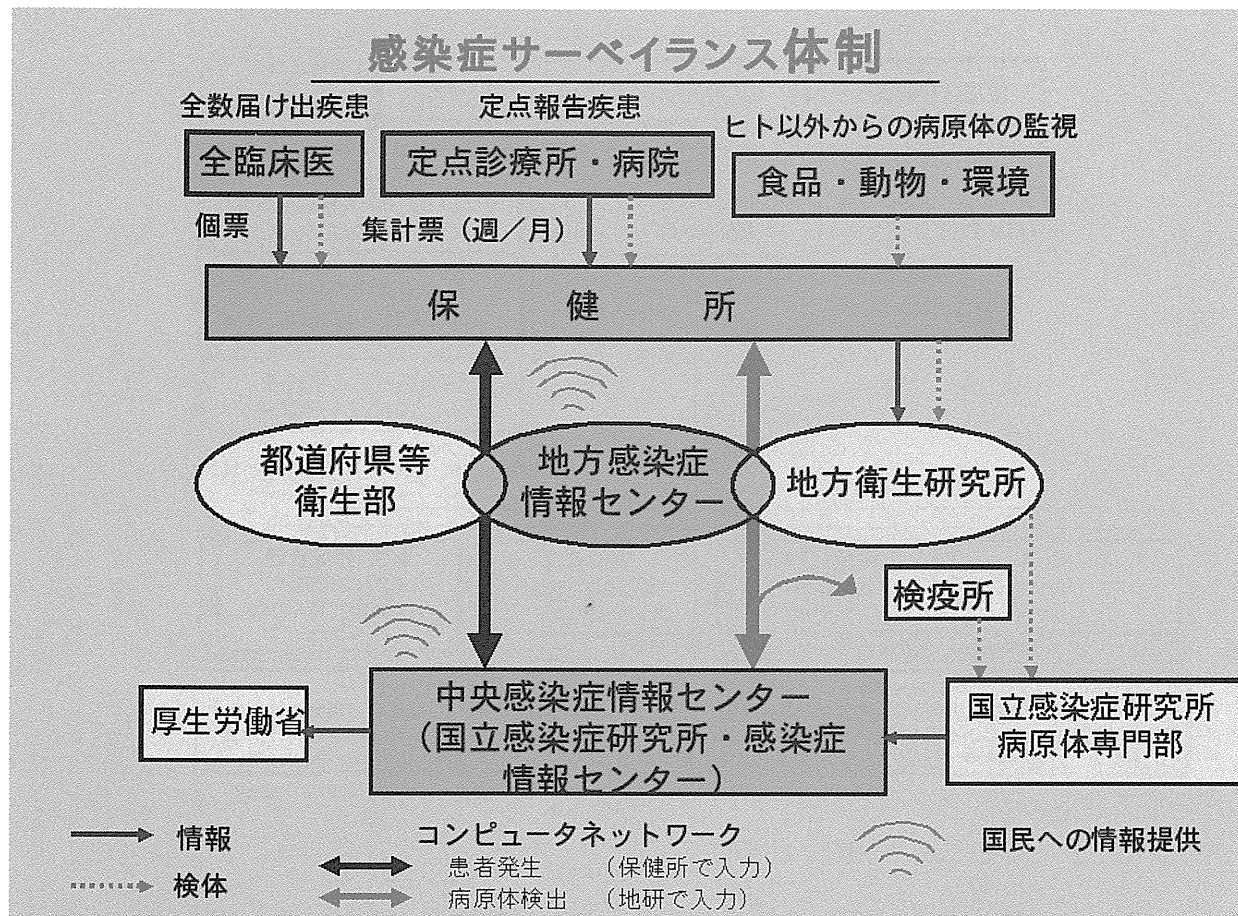 感染症サーベイランス体制
全数届け出疾患
定点報告疾患
ヒト以外からの病原体の監視
全臨床医
定点診療所・病院
食品・動物・環境
個票
集計票（週／月）
保健所
都道府県等
衛生部
地方感染症
情報センター
地方衛生研究所
検疫所
厚生労働省
中央感染症情報センター
（国立感染症研究所・感染症
情報センター）
国立感染症研究所
病原体専門部
情報
検体
コンピュータネットワーク
患者発生　（保健所で入力）
病原体検出　（地研で入力）
国民への情報提供